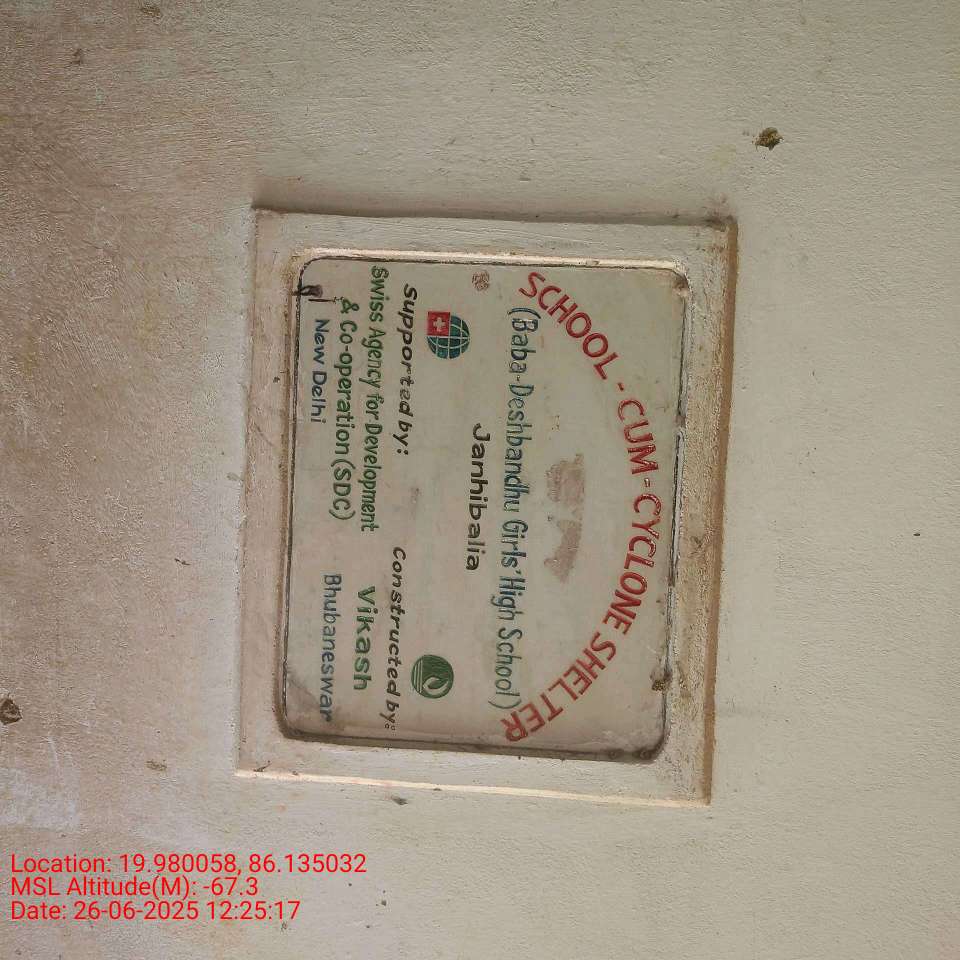 SCHOOL - CUM - CYCLONE SHELTER
(Baba-Deshbandhu Girls' High School)
Janhibalia
Supported by:
Swiss Agency for Development
& Co-operation (SDC)
New Delhi
Constructed by:
Vikash
Bhubaneswar
Location: 19.980058, 86.135032
MSL Altitude(M): -67.3
Date: 26-06-2025 12:25:17